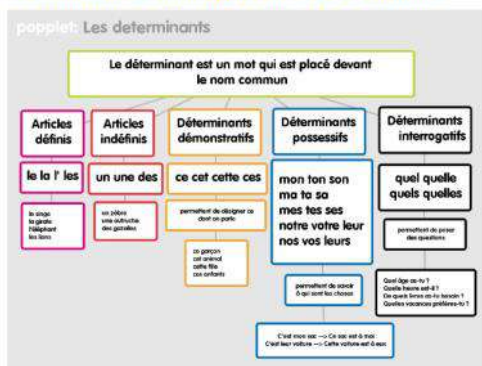 popplet: Les determinants
Le déterminant est un mot qui est placé devant
le nom commun
Articles
définis
Articles
indéfinis
Déterminants
démonstratifs
Déterminants
possessifs
Déterminants
interrogatifs
le la l' les
un une des
ce cet cette ces
mon ton son
ma ta sa
mes tes ses
notre votre leur
nos vos leurs
quel quelle
quels quelles
le singe
la girafe
l'éléphant
les lions
un zèbre
une autruche
des gazelles
permettent de désigner ce
dont on parle
permettent de poser
des questions
ce garçon
cet animal
cette fille
ces enfants
permettent de savoir
à qui sont les choses
Quel âge as-tu ?
Quelle heure est-il ?
De quels livres as-tu besoin ?
Quelles vacances préfères-tu ?
C'est mon sac --> Ce sac est à moi
C'est leur voiture --> Cette voiture est à eux